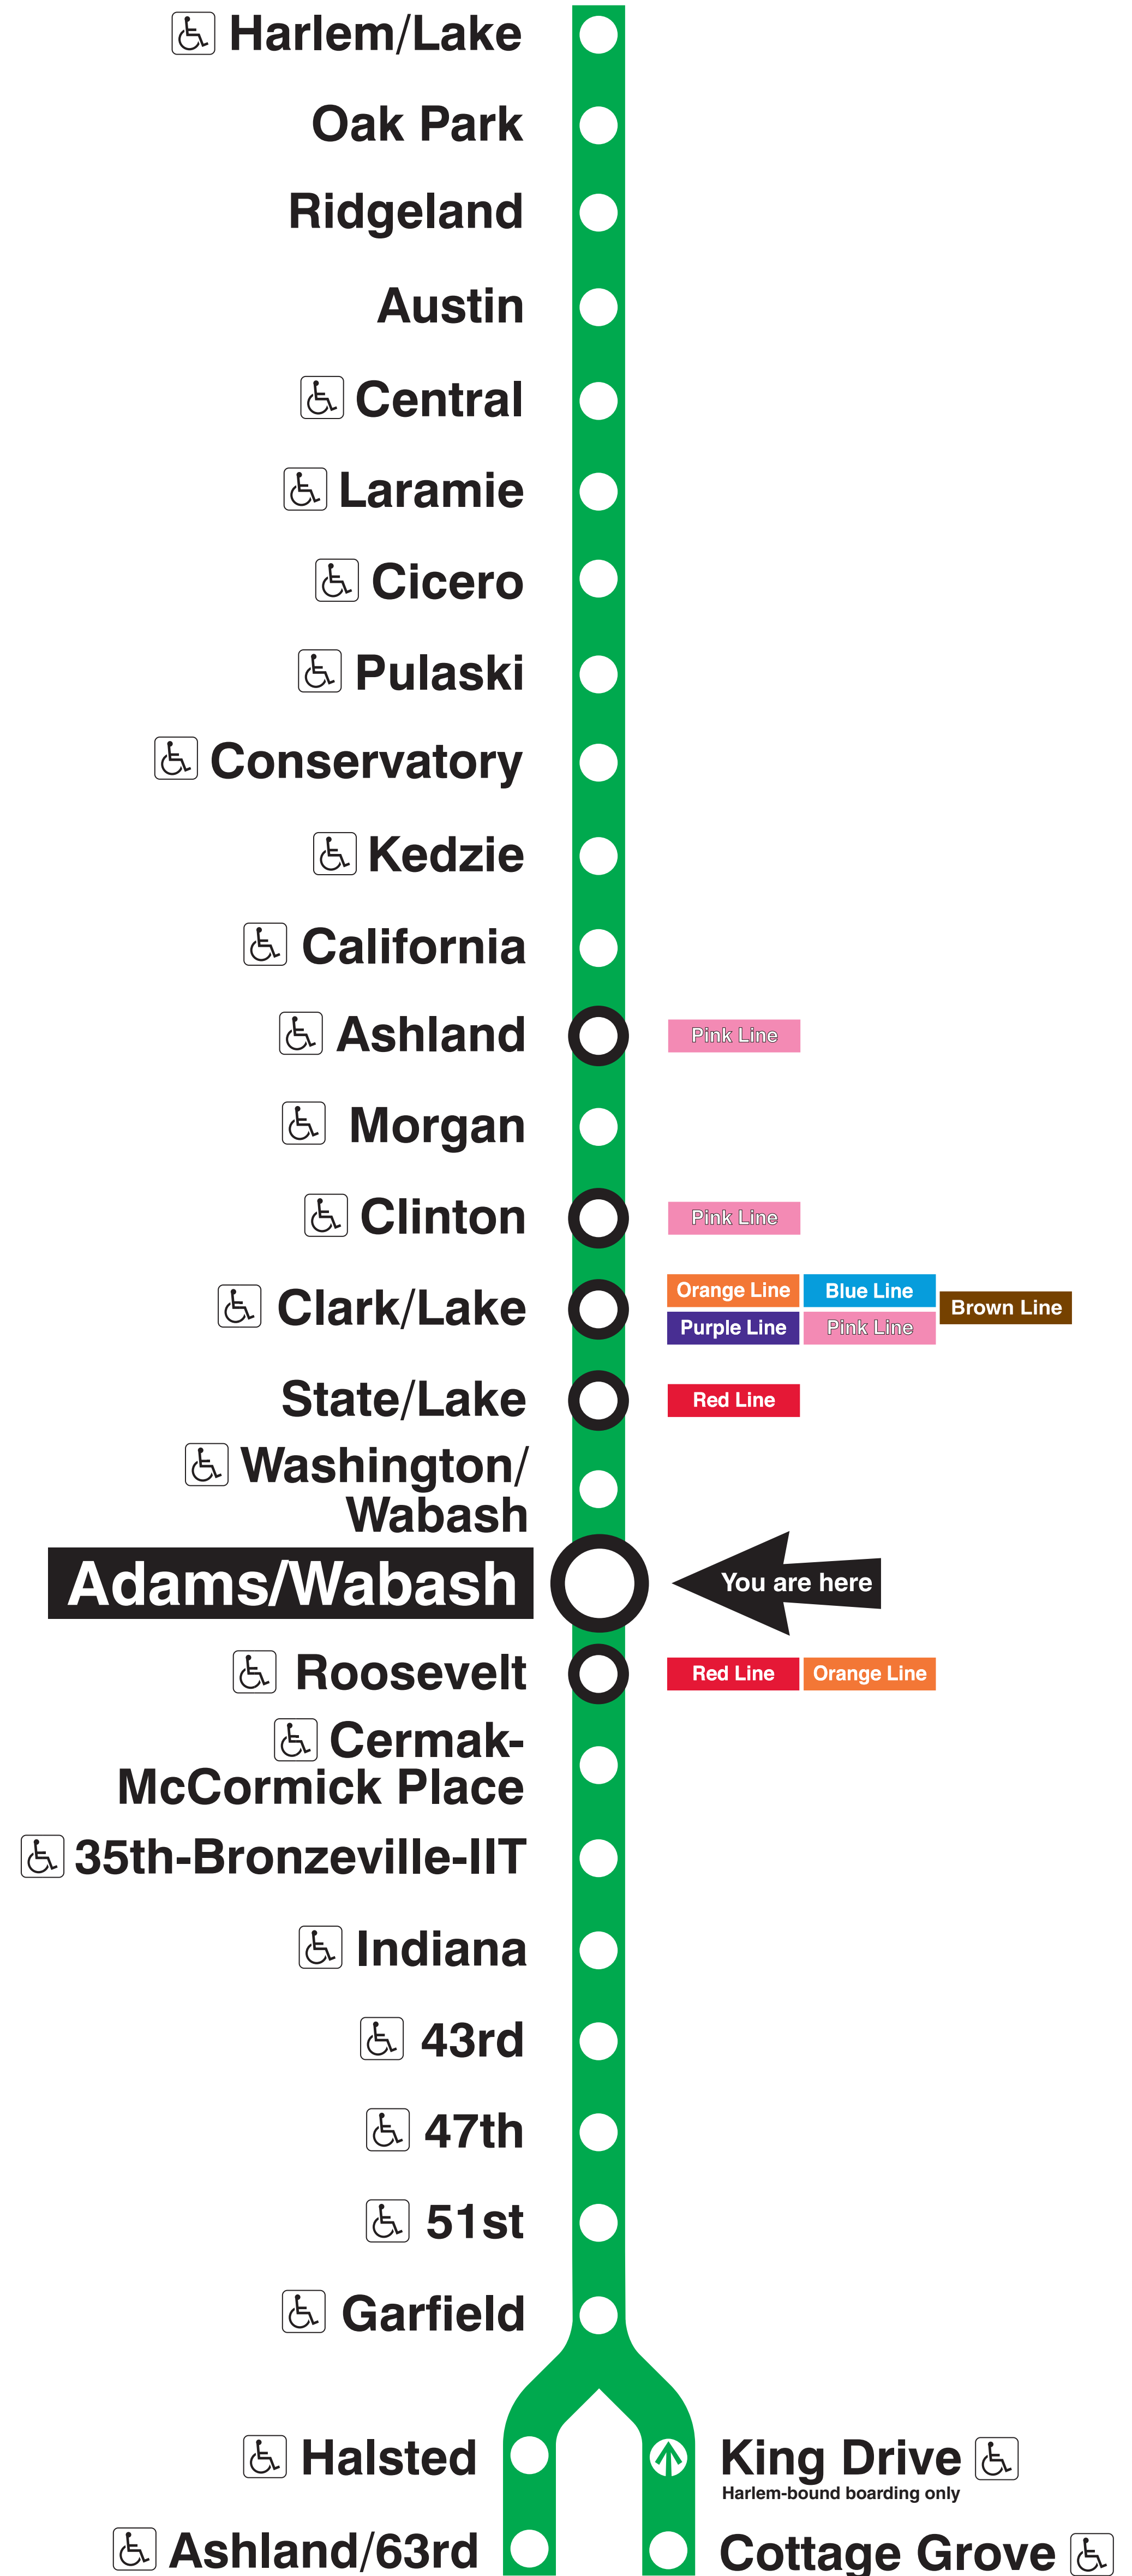 Harlem/Lake
Oak Park
Ridgeland
Austin
Central
Laramie
Cicero
Pulaski
Conservatory
Kedzie
California
Ashland
Pink Line
Morgan
Clinton
Pink Line
Clark/Lake
Orange Line Blue Line
Brown Line
Purple Line Pink Line
State/Lake
Red Line
Washington/
Wabash
Adams/Wabash
You are here
Roosevelt
Red Line Orange Line
Cermak-
McCormick Place
35th-Bronzeville-IIT
Indiana
43rd
47th
51st
Garfield
Halsted
King Drive
Harlem-bound boarding only
Ashland/63rd
Cottage Grove